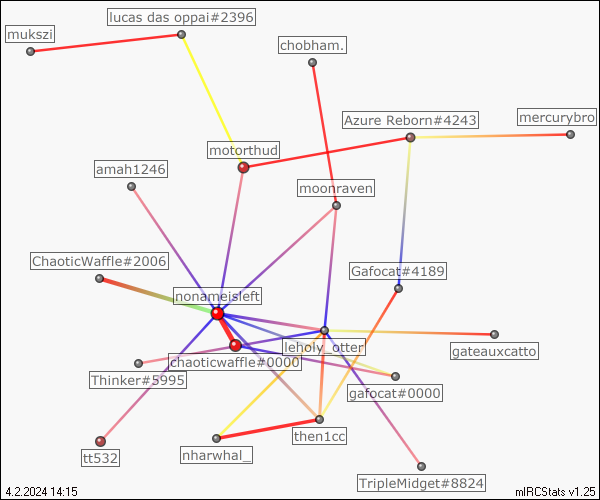 lucas das oppai#2396
mukszi
chobham.
mercurybro
Azure Reborn#4243
motorthud
amah1246
moonraven
ChaoticWaffle#2006
Gafocat#4189
nonameisleft
leholy_otter
gateauxcatto
chaoticwaffle#0000
Thinker#5995
gafocat#0000
then1cc
nharwhal_
tt532
TripleMidget#8824
4.2.2024 14:15
mIRCStats v1.25